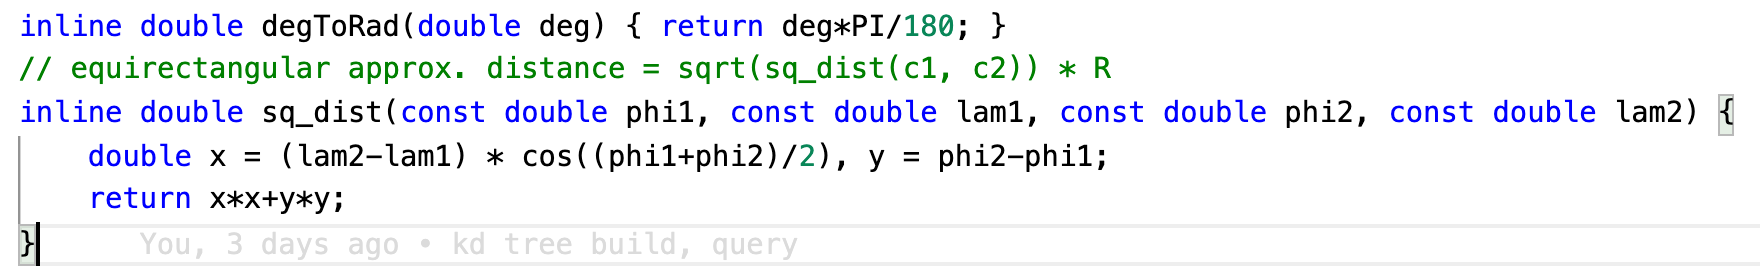 inline double degToRad(double deg) { return deg*PI/180; }
// equirectangular approx. distance = sqrt(sq_dist(c1, c2)) * R
inline double sq_dist(const double phi1, const double lam1, const double phi2, const double lam2) {
    double x = (lam2-lam1) * cos((phi1+phi2)/2), y = phi2-phi1;
    return x*x+y*y;
}      You, 3 days ago • kd tree build, query